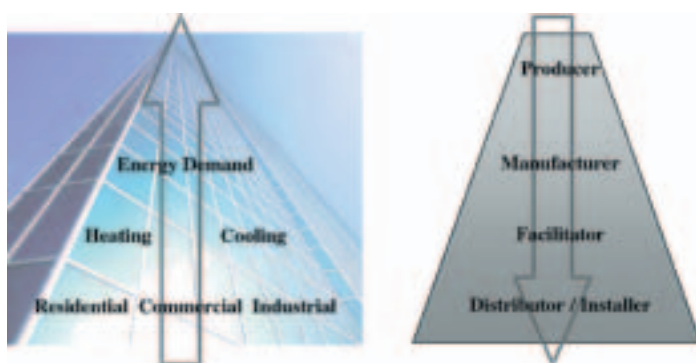 Energy Demand
Heating Cooling
Residential Commercial Industrial
Producer
Manufacturer
Facilitator
Distributor / Installer